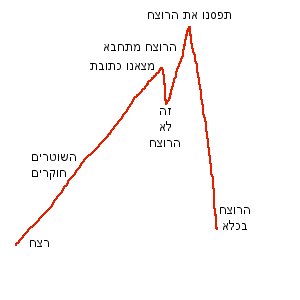 תפסנו את הרוצח
הרוצח מתחבא
מצאנו כתובת
זה
לא
הרוצח
השוטרים
חוקרים
הרוצח
בכלא
רצח